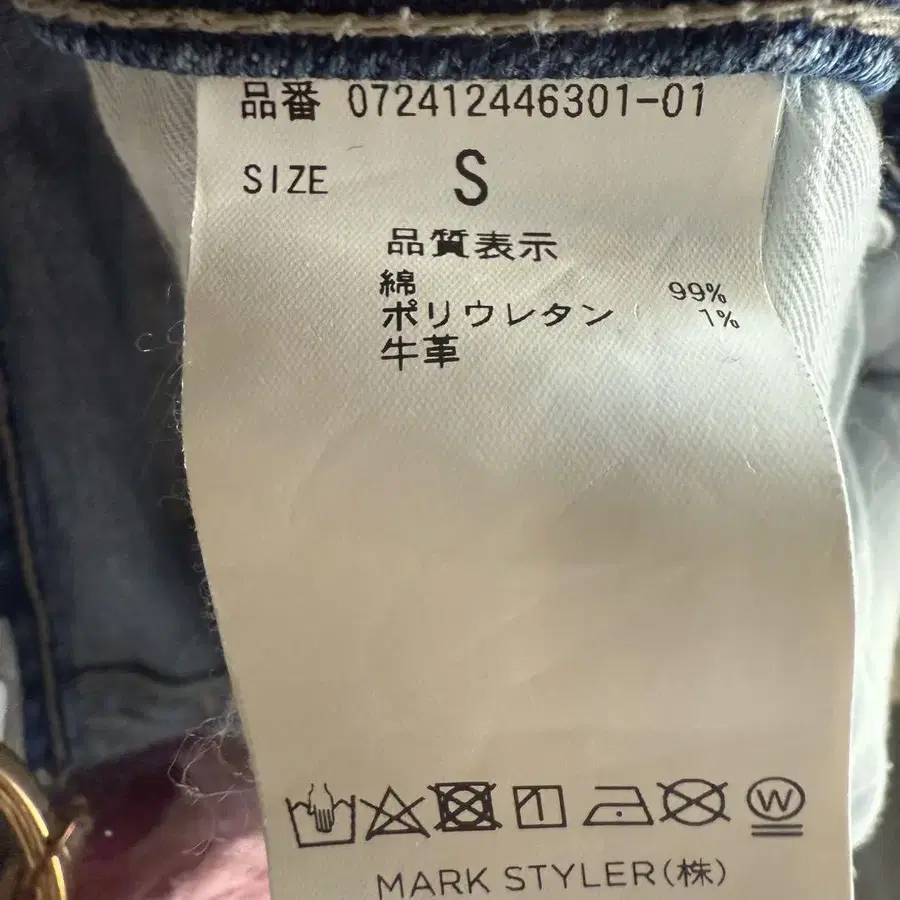 品番 072412446301-01
SIZE S
品質表示
綿 99%
ポリウレタン 1%
牛革
W
MARK STYLER(株)